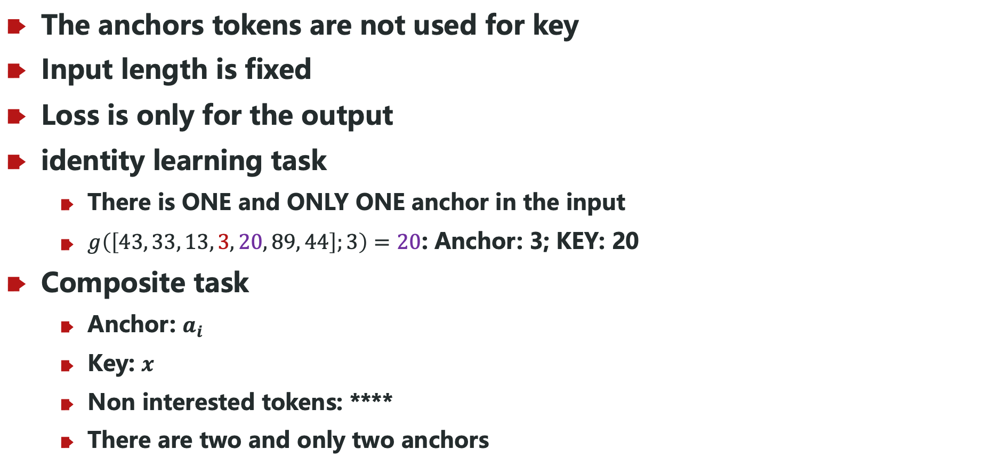 The anchors tokens are not used for key
Input length is fixed
Loss is only for the output
identity learning task
There is ONE and ONLY ONE anchor in the input
g([43, 33, 13, 3, 20, 89, 44]; 3) = 20: Anchor: 3; KEY: 20
Composite task
Anchor: aᵢ
Key: x
Non interested tokens: ****
There are two and only two anchors